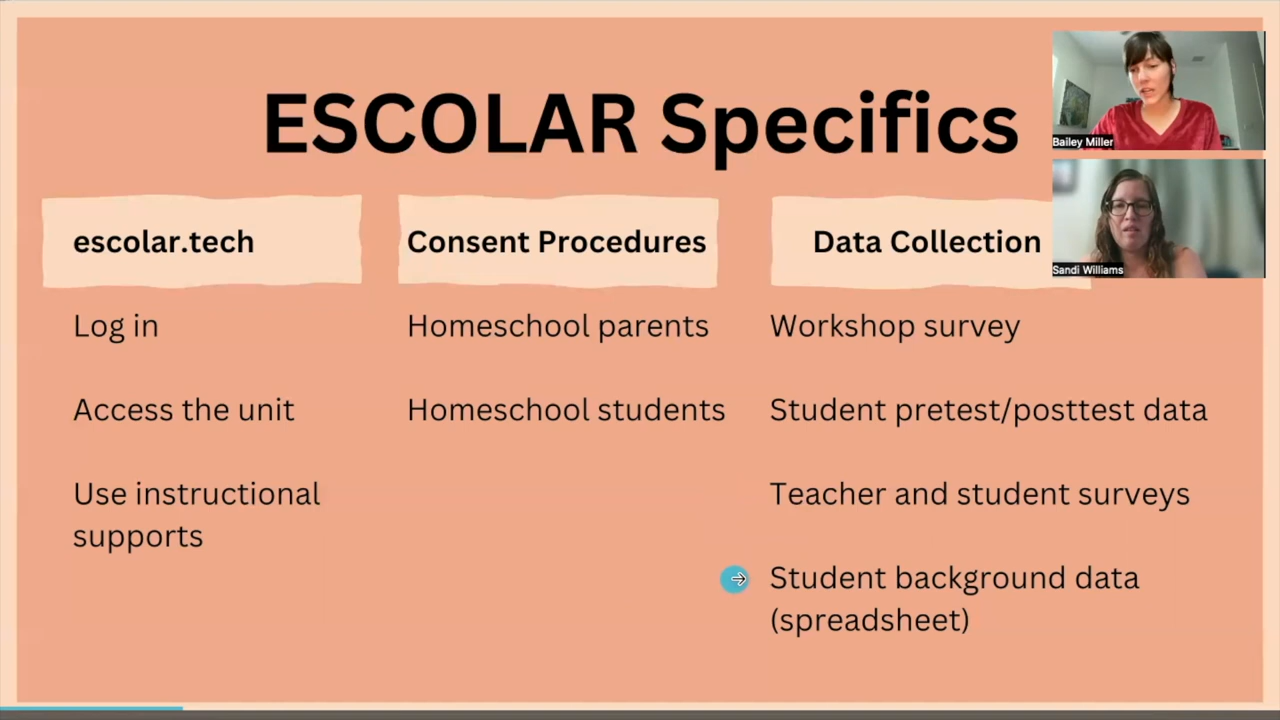 ESCOLAR Specifics
escolar.tech
Log in
Access the unit
Use instructional
supports
Consent Procedures
Homeschool parents
Homeschool students
Data Collection
Workshop survey
Student pretest/posttest data
Teacher and student surveys
Student background data
(spreadsheet)
Bailey Miller
Sandi Williams